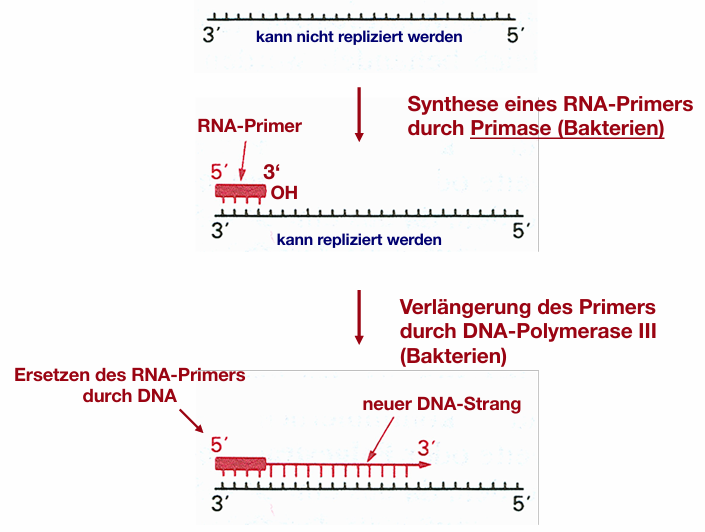 3´ kann nicht repliziert werden 5´
Synthese eines RNA-Primers
durch Primase (Bakterien)
RNA-Primer
5´ 3‘
OH
3´ 5´
kann repliziert werden
Verlängerung des Primers
durch DNA-Polymerase III
(Bakterien)
Ersetzen des RNA-Primers
durch DNA
neuer DNA-Strang
5´ 3´
3´ 5´